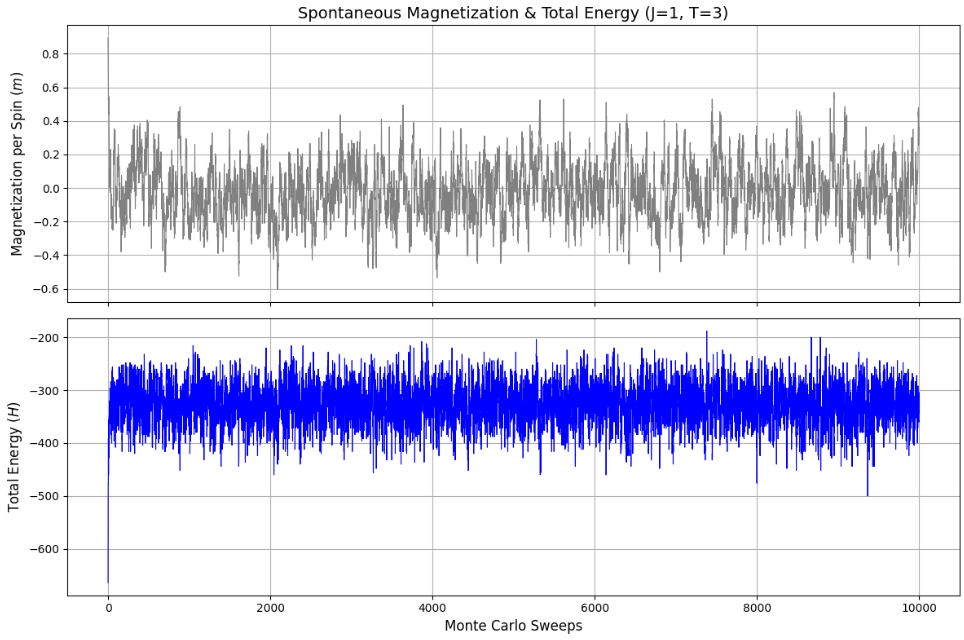 Spontaneous Magnetization & Total Energy (J=1, T=3)
Magnetization per Spin (m)
0.8
0.6
0.4
0.2
0.0
−0.2
−0.4
−0.6
Total Energy (H)
−200
−300
−400
−500
−600
0 2000 4000 6000 8000 10000
Monte Carlo Sweeps